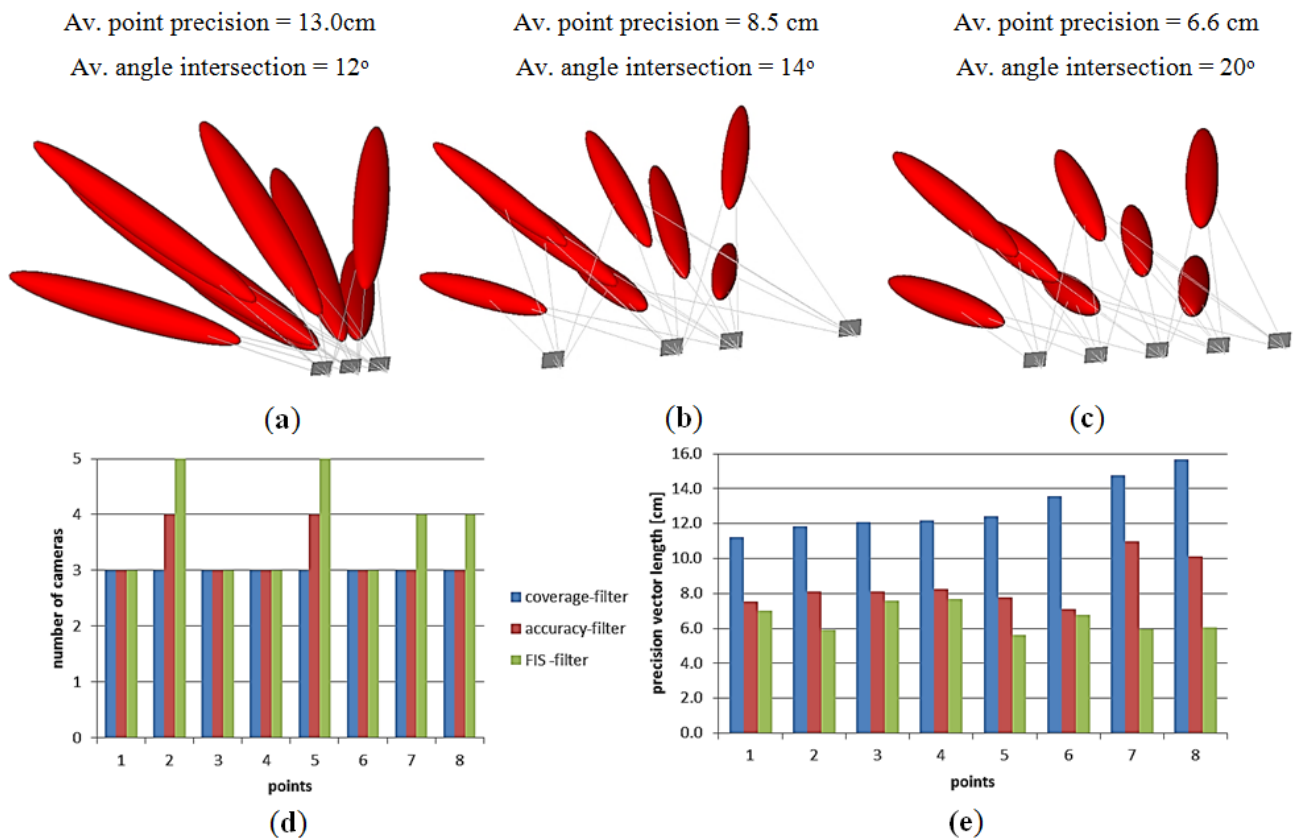 Av. point precision = 13.0cm
Av. angle intersection = 12º
Av. point precision = 8.5 cm
Av. angle intersection = 14º
Av. point precision = 6.6 cm
Av. angle intersection = 20º
(a)
(b)
(c)
number of cameras
5
4
3
2
1
0
1 2 3 4 5 6 7 8
points
coverage-filter
accuracy-filter
FIS -filter
(d)
precision vector length [cm]
16.0
14.0
12.0
10.0
8.0
6.0
4.0
2.0
0.0
1 2 3 4 5 6 7 8
points
(e)